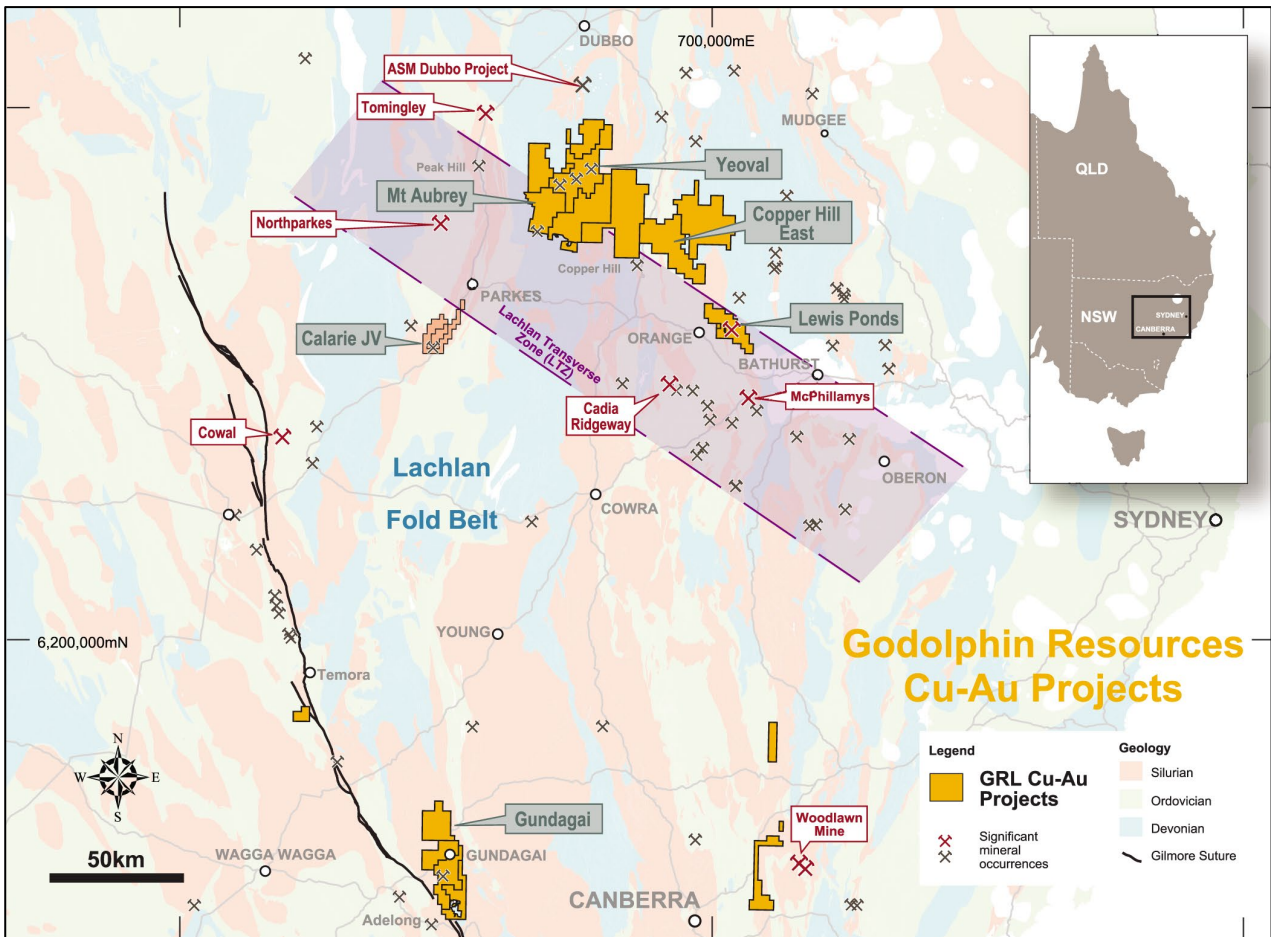 DUBBO
700,000mE
ASM Dubbo Project
Tomingley
MUDGEE
Peak Hill
Yeoval
Mt Aubrey
Northparkes
Copper Hill
East
Copper Hill
PARKES
Calarie JV
Lachlan Transverse
Zone (LTZ)
ORANGE
Lewis Ponds
BATHURST
Cadia
Ridgeway
McPhillamys
Cowal
OBERON
Lachlan
Fold Belt
COWRA
SYDNEY
QLD
NSW
SYDNEY
CANBERRA
6,200,000mN
YOUNG
Temora
Godolphin Resources
Cu-Au Projects
N
W
E
S
50km
WAGGA WAGGA
Gundagai
GUNDAGAI
Adelong
CANBERRA
Woodlawn
Mine
Legend
GRL Cu-Au
Projects
Significant
mineral
occurrences
Geology
Silurian
Ordovician
Devonian
Gilmore Suture